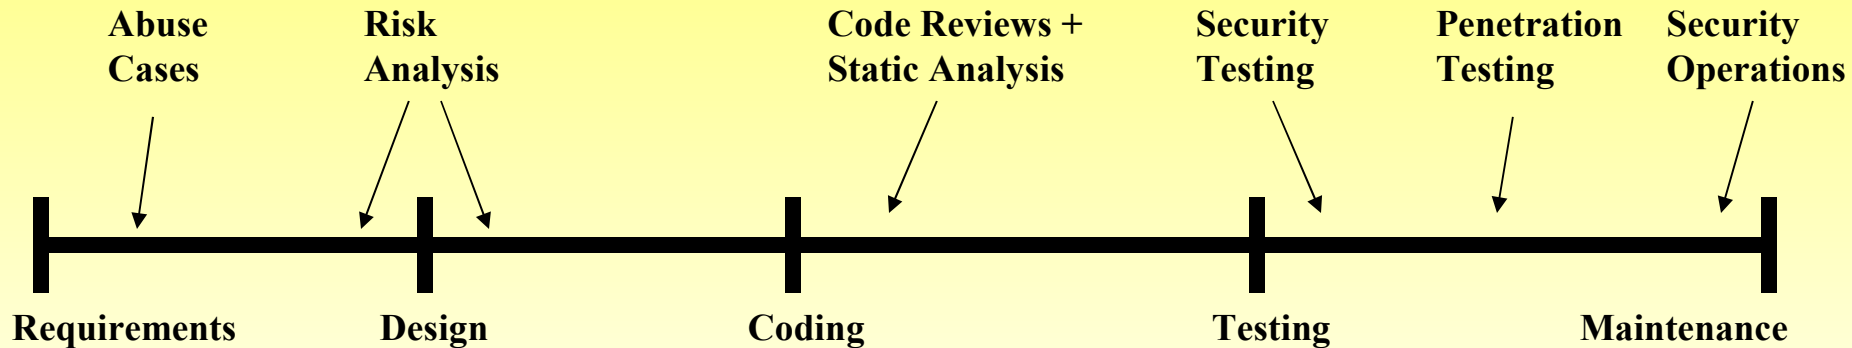 Abuse
Cases
Risk
Analysis
Code Reviews +
Static Analysis
Security
Testing
Penetration
Testing
Security
Operations
Requirements
Design
Coding
Testing
Maintenance